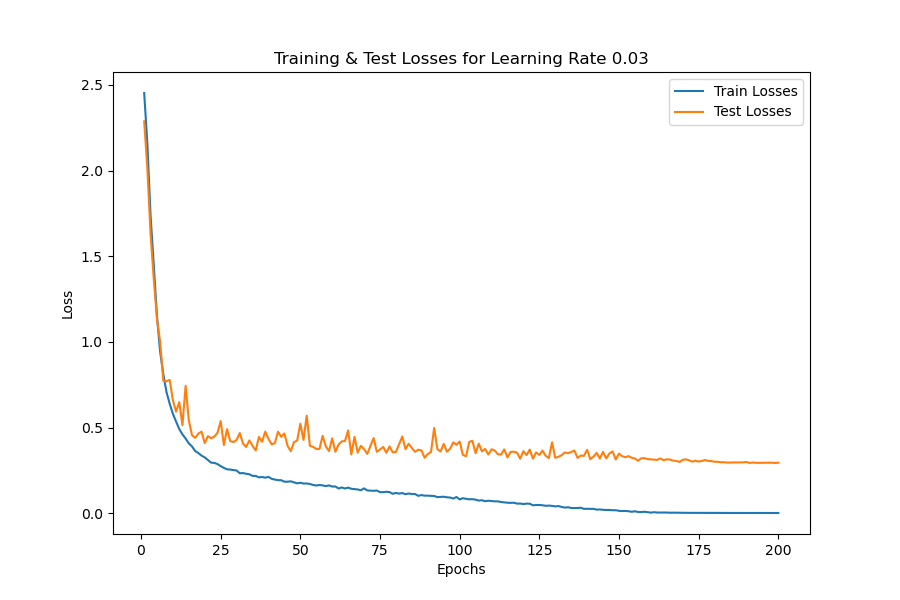 Training & Test Losses for Learning Rate 0.03
Train Losses
Test Losses
Loss
2.5
2.0
1.5
1.0
0.5
0.0
0 25 50 75 100 125 150 175 200
Epochs